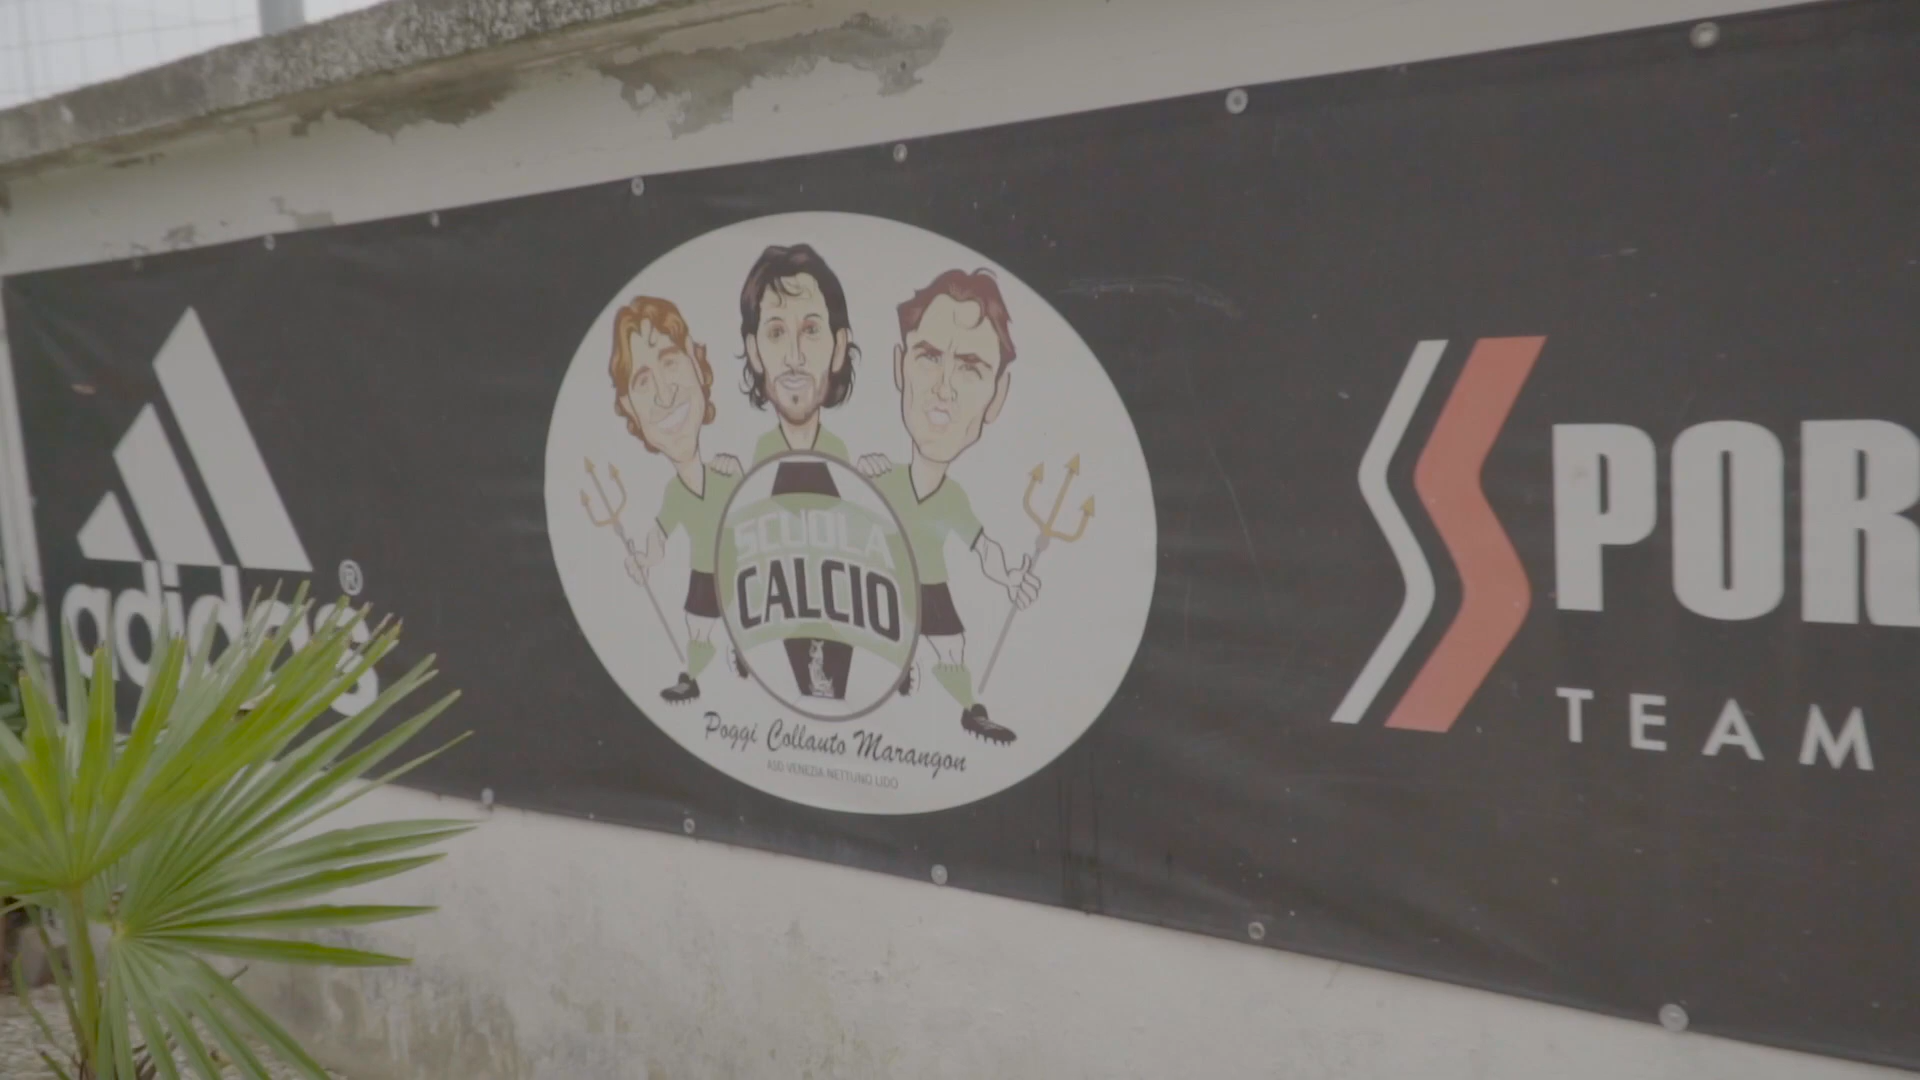 adidas®
SCUOLA
CALCIO
Poggi Collauto Marangon
ASD VENEZIA NETTUNO LIDO
SPOR
TEAM